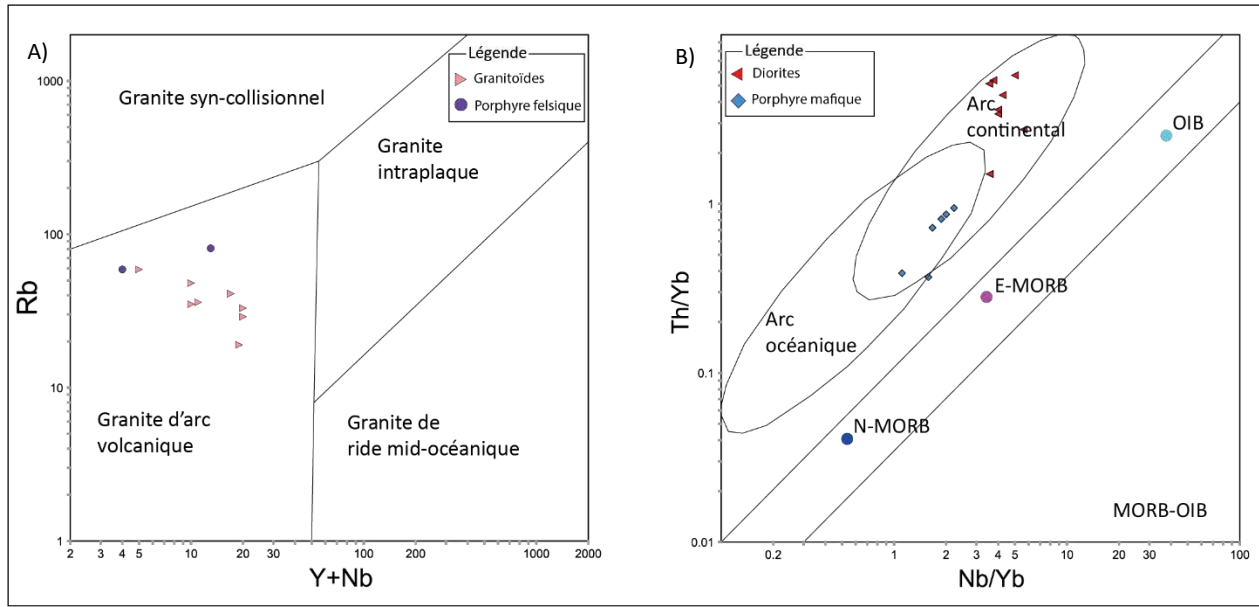 A)
Légende
Granitoïdes
Porphyre felsique
Granite syn-collisionnel
Granite
intraplaque
Granite d'arc
volcanique
Granite de
ride mid-océanique
Rb
1000
100
10
1
2 3 4 5 10 20 30 100 200 1000 2000
Y+Nb
B)
Légende
Diorites
Porphyre mafique
Arc
continental
OIB
E-MORB
Arc
océanique
N-MORB
MORB-OIB
Th/Yb
1
0.1
0.01
0.2 1 2 3 4 5 10 20 30 100
Nb/Yb